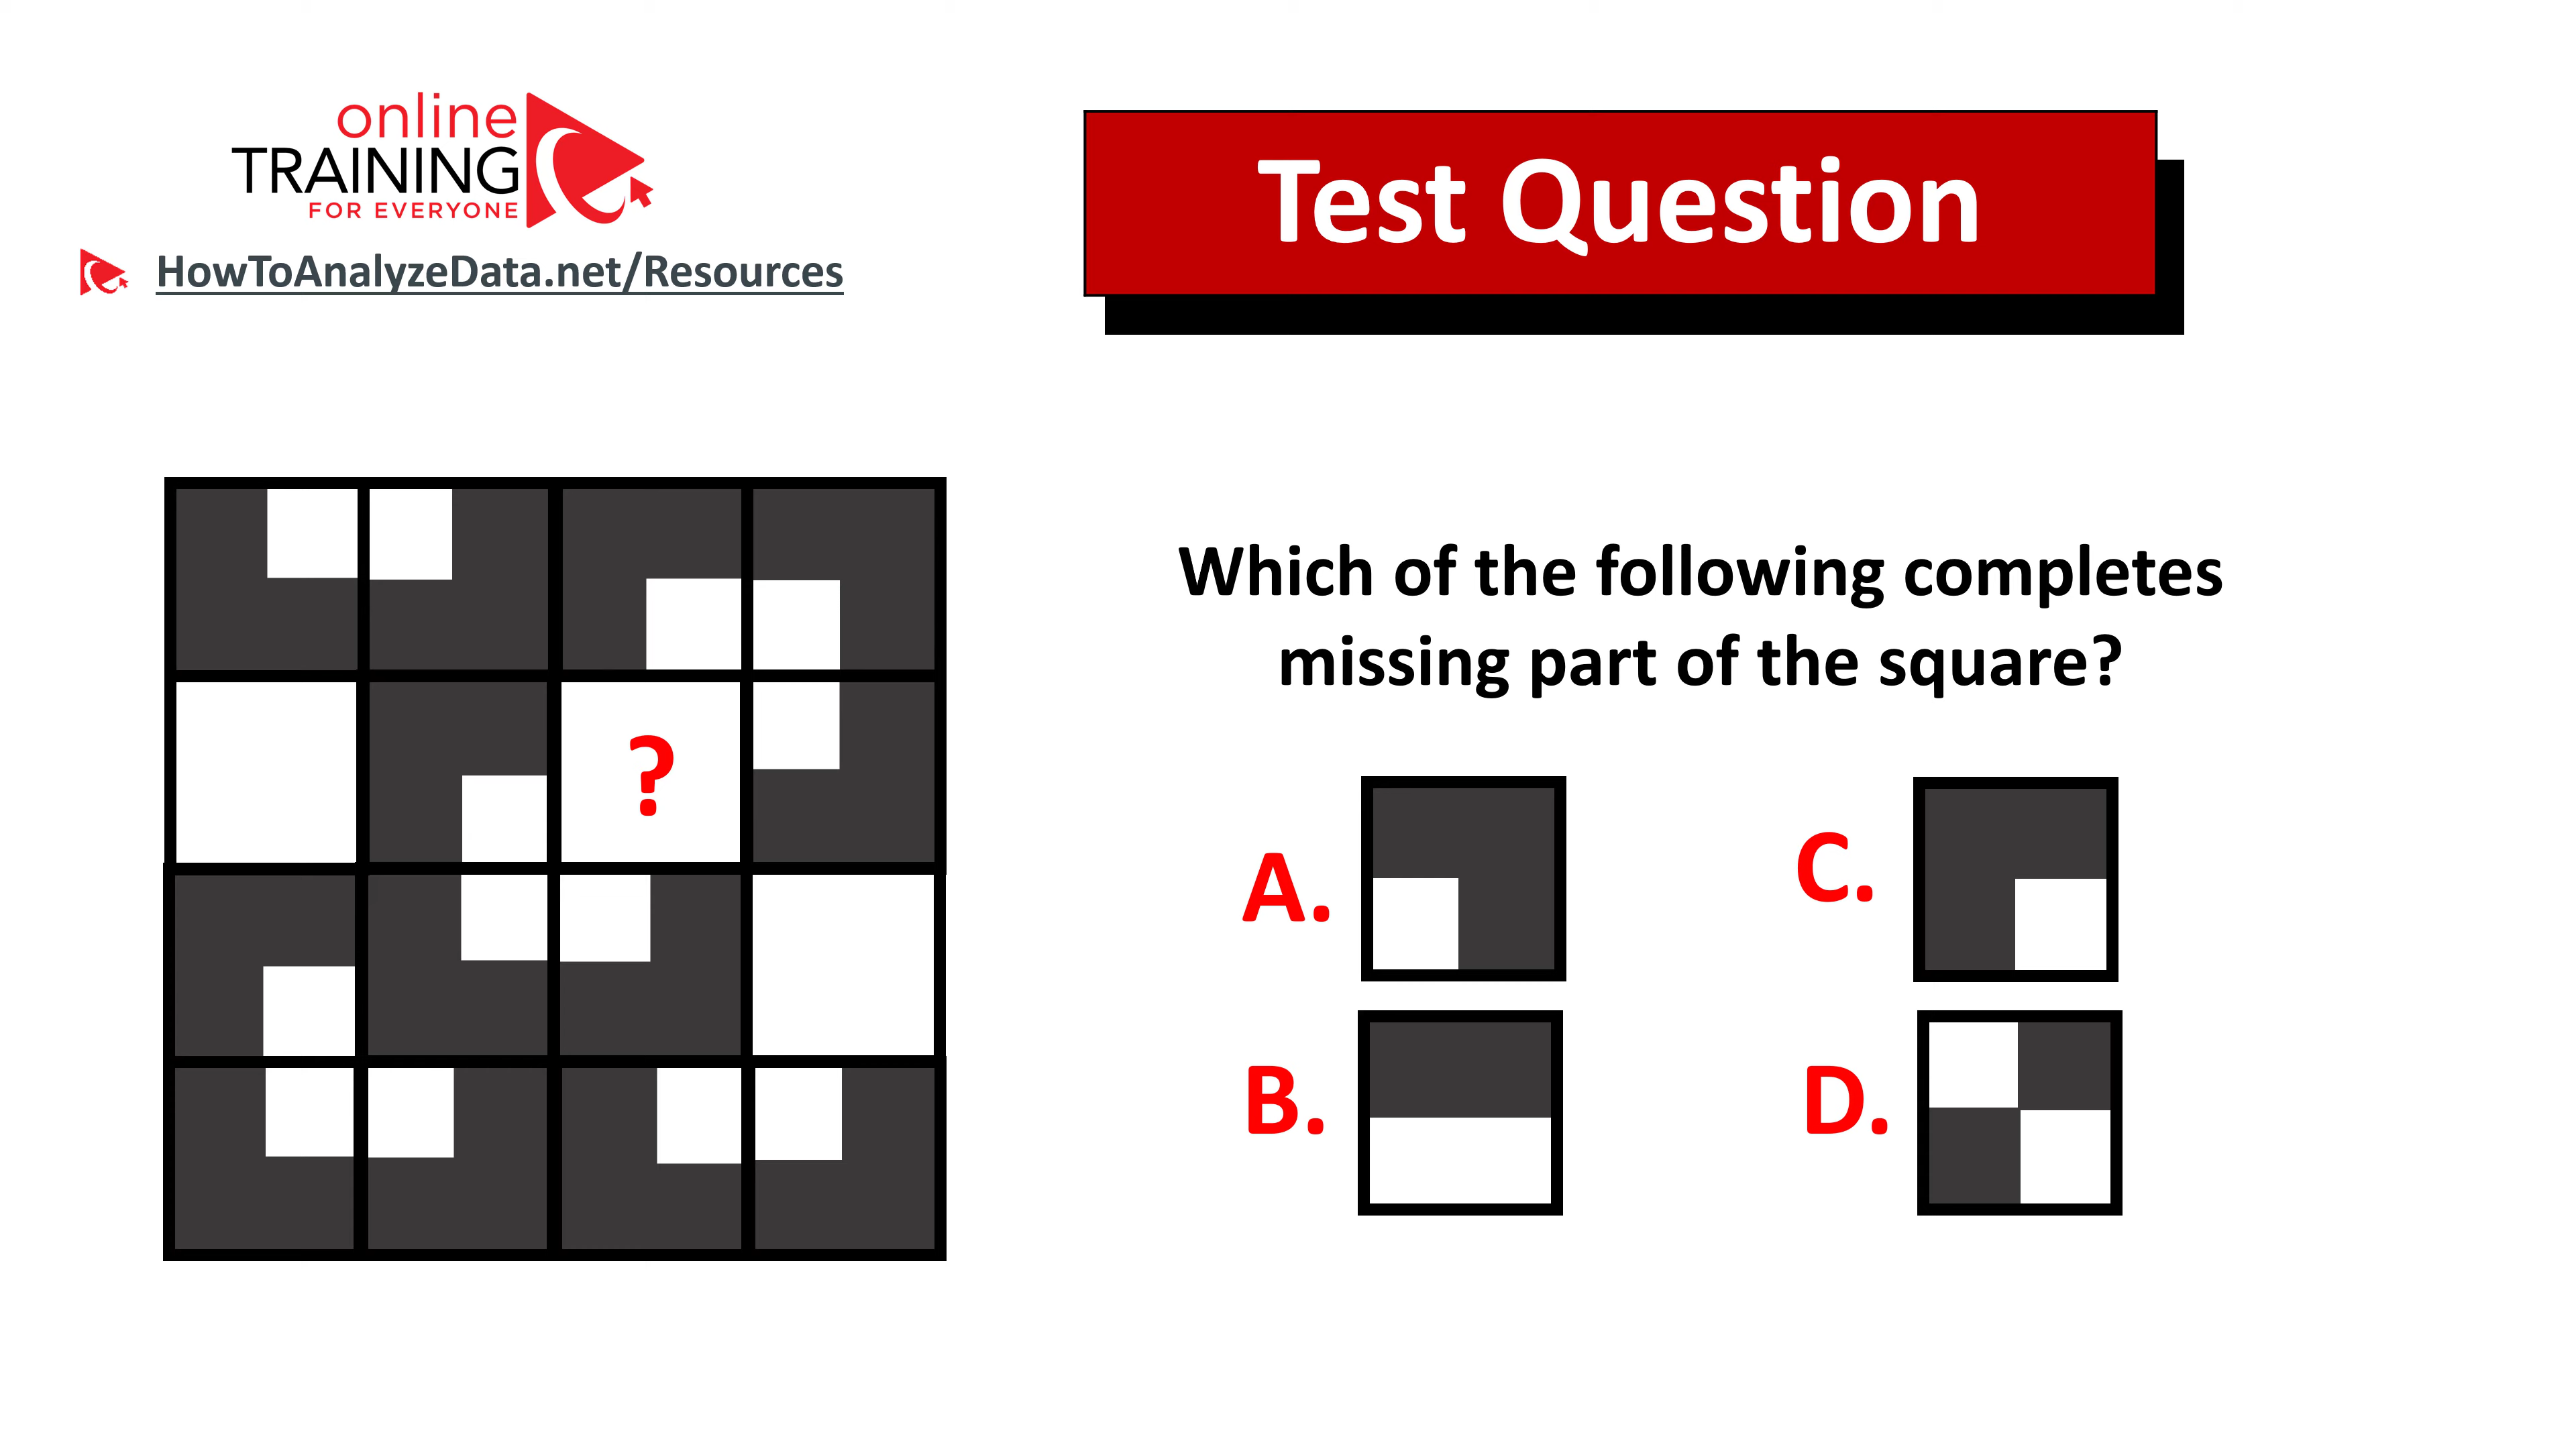 online
TRAINING
FOR EVERYONE
HowToAnalyzeData.net/Resources
Test Question
?
Which of the following completes
missing part of the square?
A.
C.
B.
D.